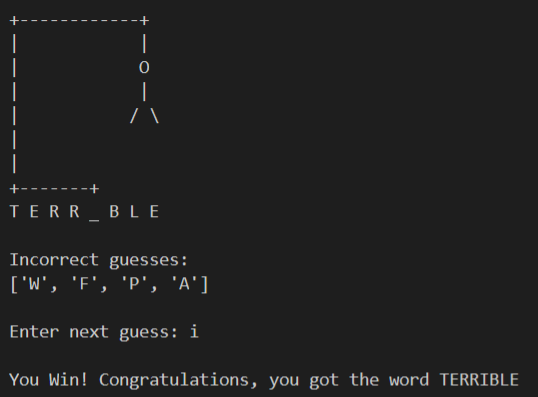 T E R R _ B L E
Incorrect guesses:
['W', 'F', 'P', 'A']
Enter next guess: i
You Win! Congratulations, you got the word TERRIBLE